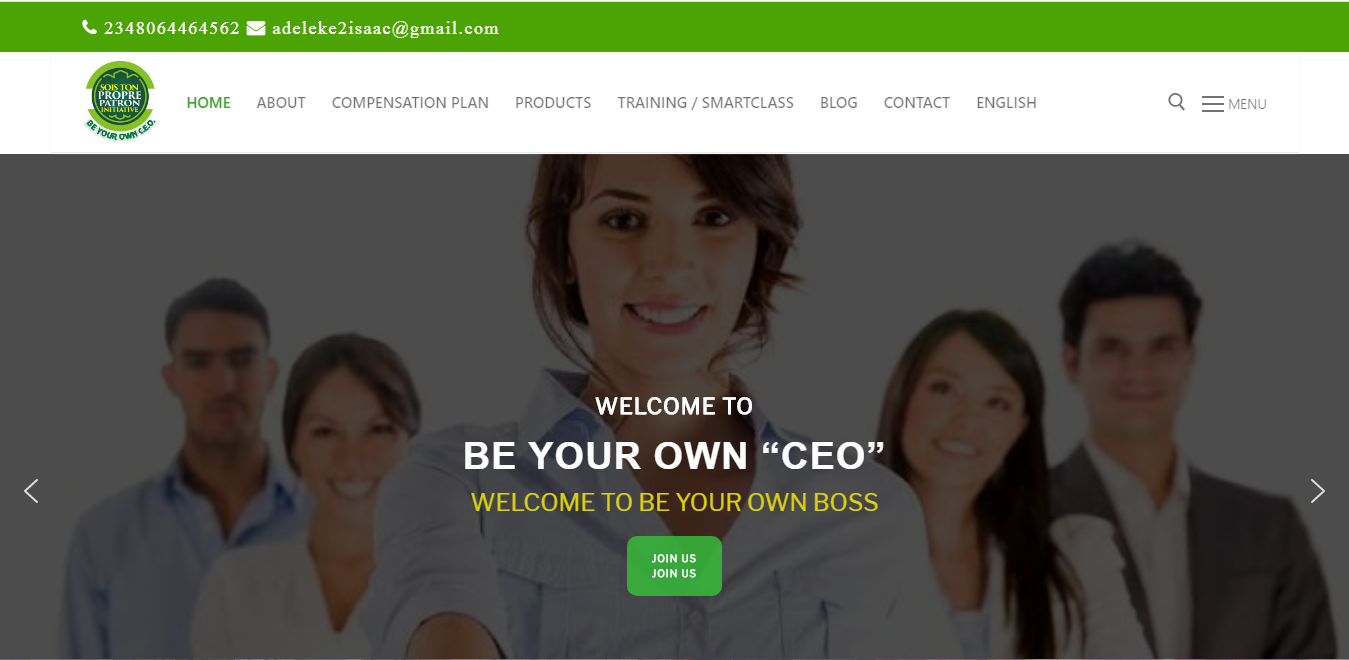 2348064464562 adeleke2isaac@gmail.com
SOIS TON
PROPRE
PATRON
INITIATIVE
BE YOUR OWN C.E.O.
HOME ABOUT COMPENSATION PLAN PRODUCTS TRAINING / SMARTCLASS BLOG CONTACT ENGLISH MENU
WELCOME TO
BE YOUR OWN “CEO”
WELCOME TO BE YOUR OWN BOSS
JOIN US
JOIN US